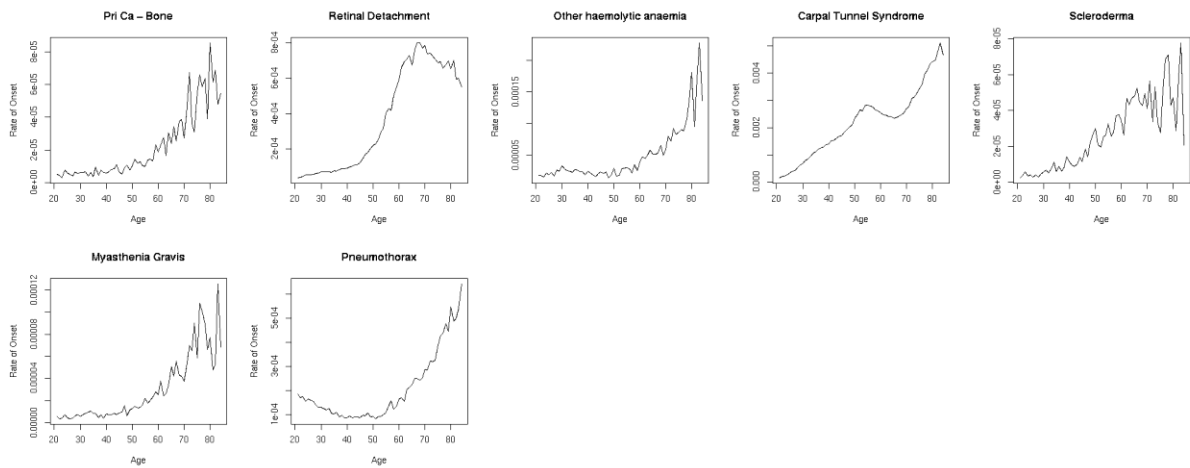 Pri Ca – Bone
Rate of Onset
0e+00 2e-05 4e-05 6e-05 8e-05
20 30 40 50 60 70 80
Age
Retinal Detachment
Rate of Onset
2e-04 4e-04 6e-04 8e-04
20 30 40 50 60 70 80
Age
Other haemolytic anaemia
Rate of Onset
0.00005 0.00015
20 30 40 50 60 70 80
Age
Carpal Tunnel Syndrome
Rate of Onset
0.000 0.002 0.004
20 30 40 50 60 70 80
Age
Scleroderma
Rate of Onset
0e+00 2e-05 4e-05 6e-05 8e-05
20 30 40 50 60 70 80
Age
Myasthenia Gravis
Rate of Onset
0.00000 0.00004 0.00008 0.00012
20 30 40 50 60 70 80
Age
Pneumothorax
Rate of Onset
1e-04 3e-04 5e-04
20 30 40 50 60 70 80
Age